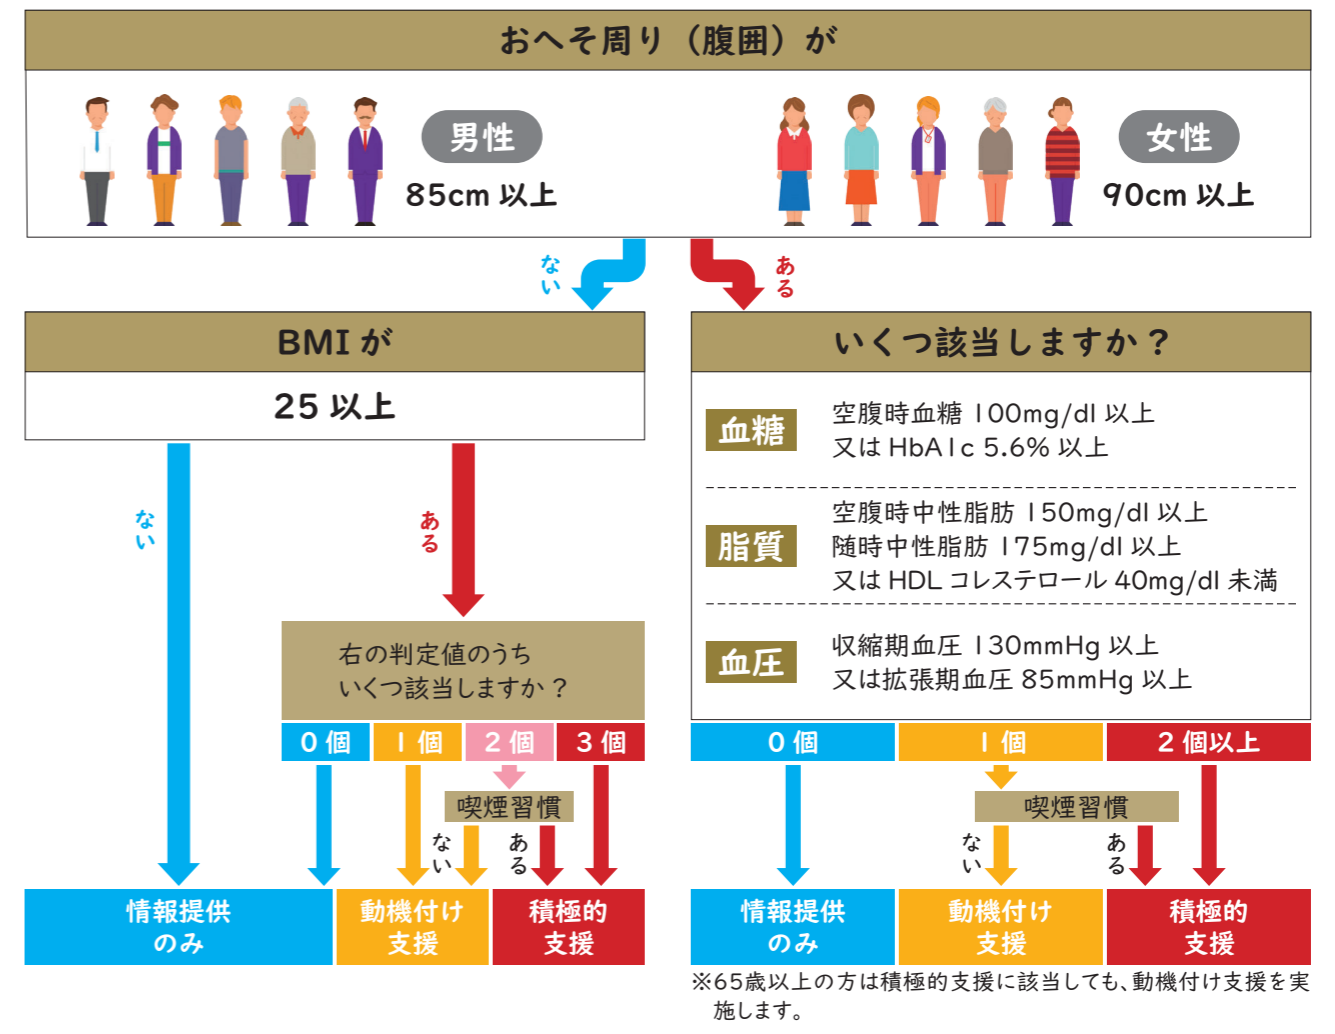 おへそ周り（腹囲）が
男性
85cm 以上
女性
90cm 以上
ない
ある
BMI が
25 以上
ない
ある
右の判定値のうち
いくつ該当しますか？
0 個
1 個
2 個
3 個
喫煙習慣
ない
ある
情報提供
のみ
動機付け
支援
積極的
支援
いくつ該当しますか？
血糖
空腹時血糖 100mg/dl 以上
又は HbA1c 5.6% 以上
脂質
空腹時中性脂肪 150mg/dl 以上
随時中性脂肪 175mg/dl 以上
又は HDL コレステロール 40mg/dl 未満
血圧
収縮期血圧 130mmHg 以上
又は拡張期血圧 85mmHg 以上
0 個
1 個
2 個以上
喫煙習慣
ない
ある
情報提供
のみ
動機付け
支援
積極的
支援
※65歳以上の方は積極的支援に該当しても、動機付け支援を実
施します。